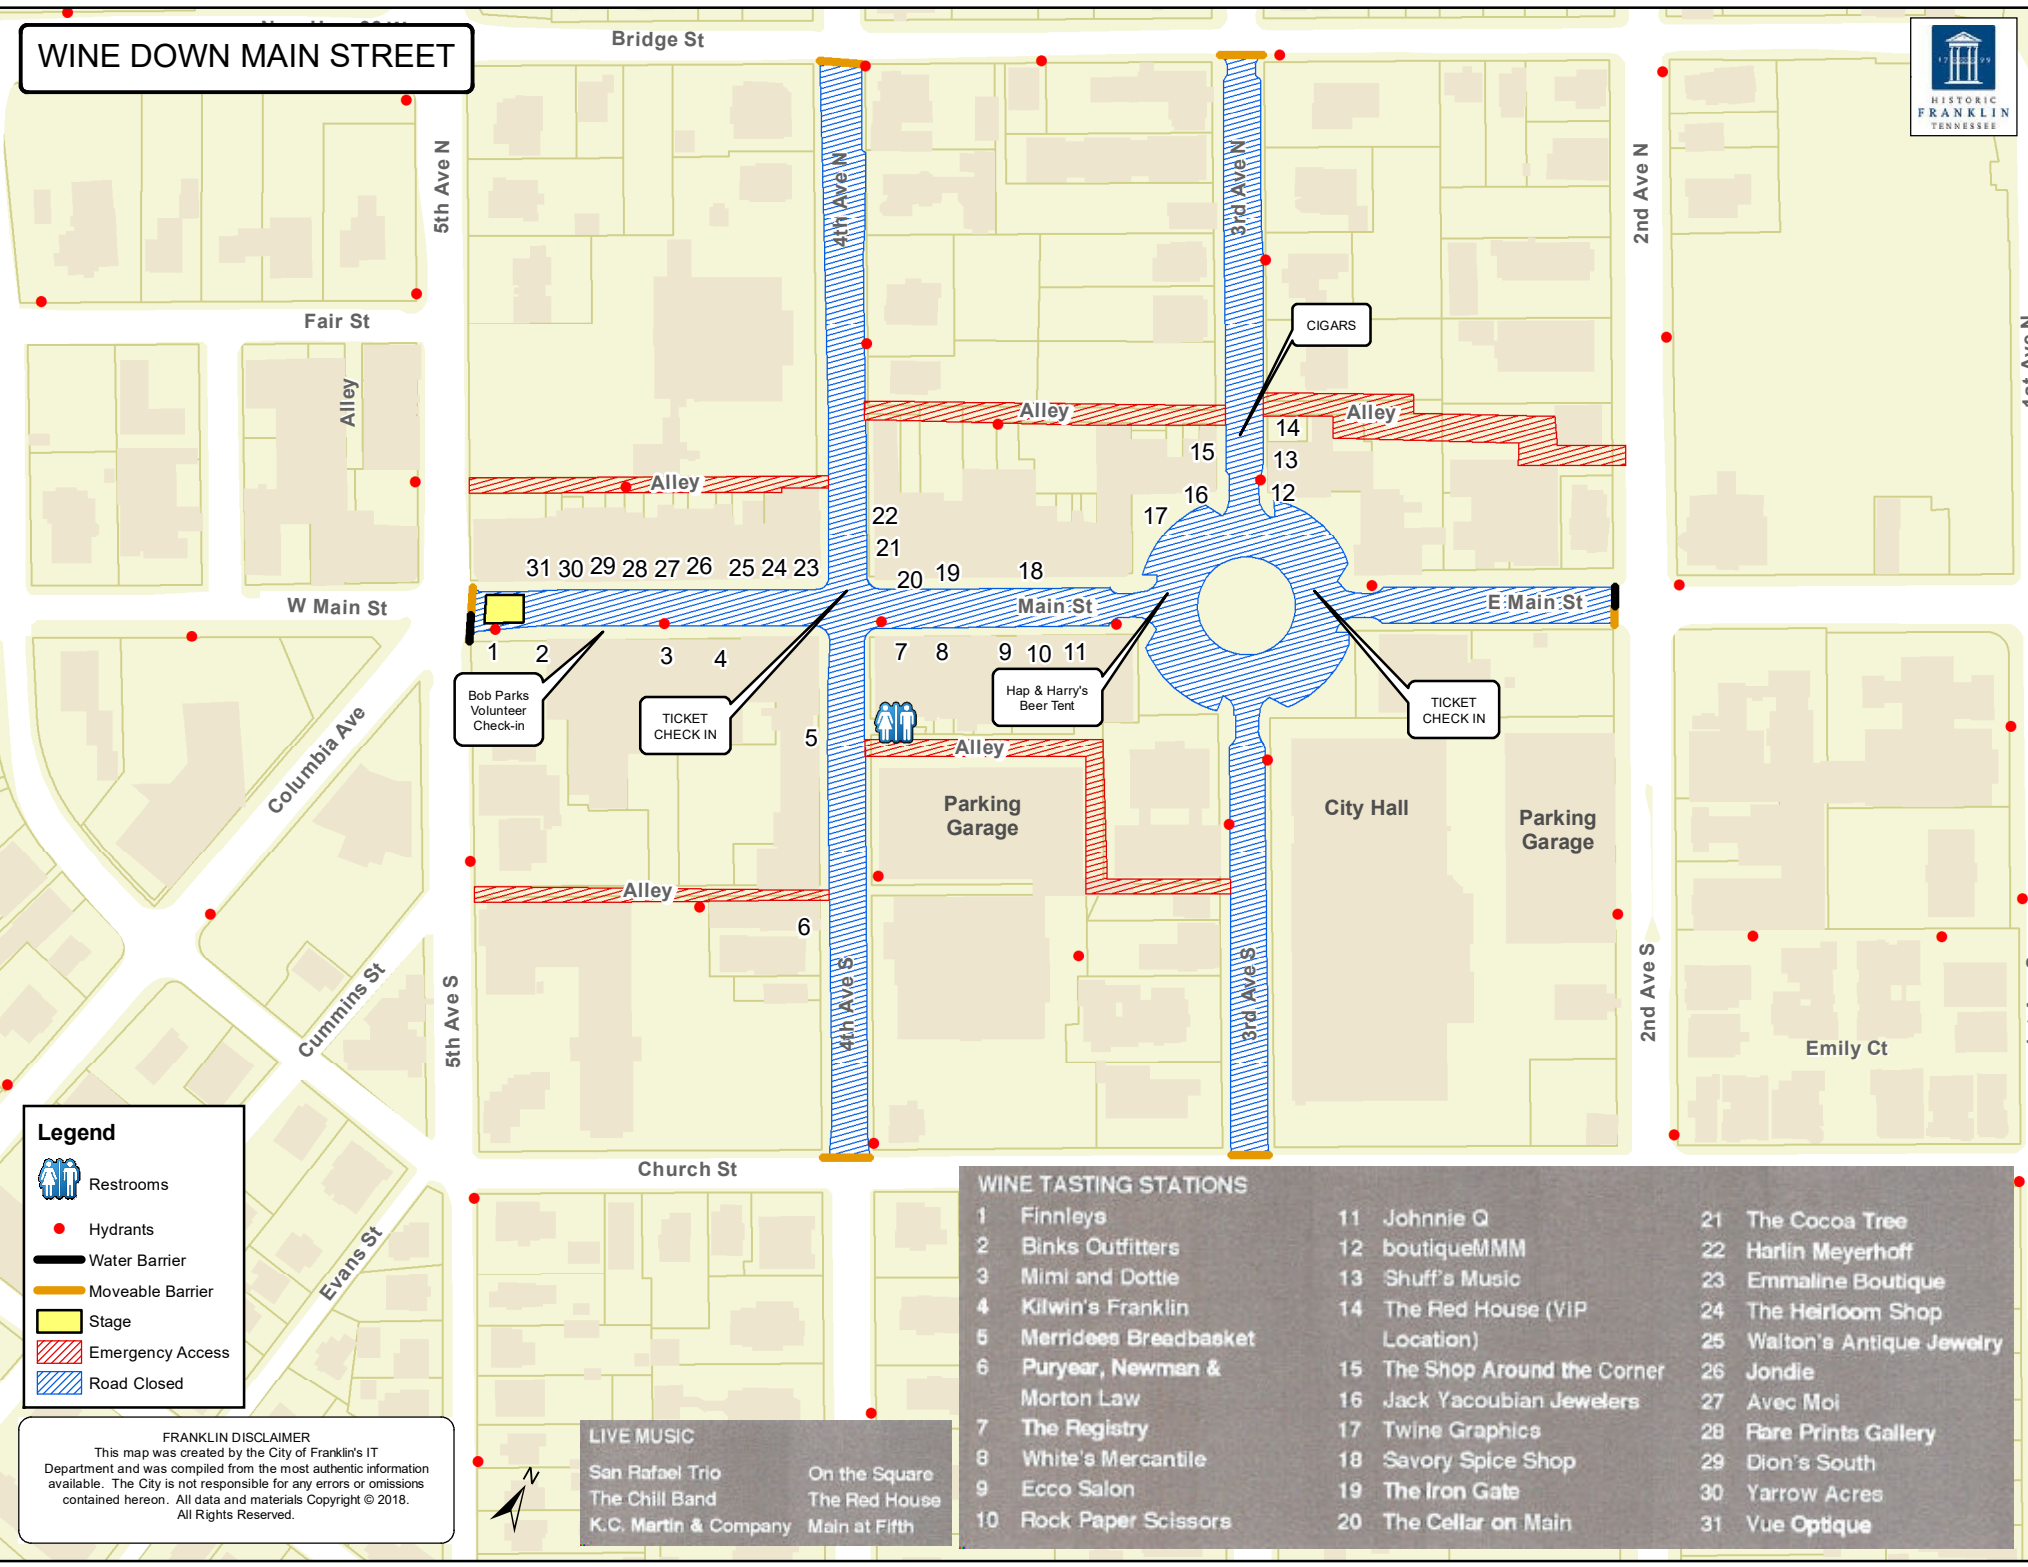 WINE DOWN MAIN STREET
Bridge St
HISTORIC
FRANKLIN
TENNESSEE
5th Ave N
4th Ave N
3rd Ave N
2nd Ave N
Fair St
CIGARS
Alley
Alley
Alley
Alley
14
15
13
12
16
17
22
21
31 30 29 28 27 26 25 24 23
20 19 18
W Main St
Main St
E Main St
1 2 3 4
7 8 9 10 11
Bob Parks
Volunteer
Check-in
TICKET
CHECK IN
Hap & Harry's
Beer Tent
TICKET
CHECK IN
5
Alley
Columbia Ave
Parking
Garage
City Hall
Parking
Garage
Alley
6
Cummins St
5th Ave S
4th Ave S
3rd Ave S
2nd Ave S
Emily Ct
Church St
Evans St
Legend
Restrooms
Hydrants
Water Barrier
Moveable Barrier
Stage
Emergency Access
Road Closed
FRANKLIN DISCLAIMER
This map was created by the City of Franklin's IT
Department and was compiled from the most authentic information
available. The City is not responsible for any errors or omissions
contained hereon. All data and materials Copyright © 2018.
All Rights Reserved.
N
LIVE MUSIC
San Rafael Trio On the Square
The Chill Band The Red House
K.C. Martin & Company Main at Fifth
WINE TASTING STATIONS
1 Finnleys
2 Binks Outfitters
3 Mimi and Dottie
4 Kilwin's Franklin
5 Merridees Breadbasket
6 Puryear, Newman &
Morton Law
7 The Registry
8 White's Mercantile
9 Ecco Salon
10 Rock Paper Scissors
11 Johnnie Q
12 boutiqueMMM
13 Shuff's Music
14 The Red House (VIP
Location)
15 The Shop Around the Corner
16 Jack Yacoubian Jewelers
17 Twine Graphics
18 Savory Spice Shop
19 The Iron Gate
20 The Cellar on Main
21 The Cocoa Tree
22 Harlin Meyerhoff
23 Emmaline Boutique
24 The Heirloom Shop
25 Walton's Antique Jewelry
26 Jondie
27 Avec Moi
28 Rare Prints Gallery
29 Dion's South
30 Yarrow Acres
31 Vue Optique